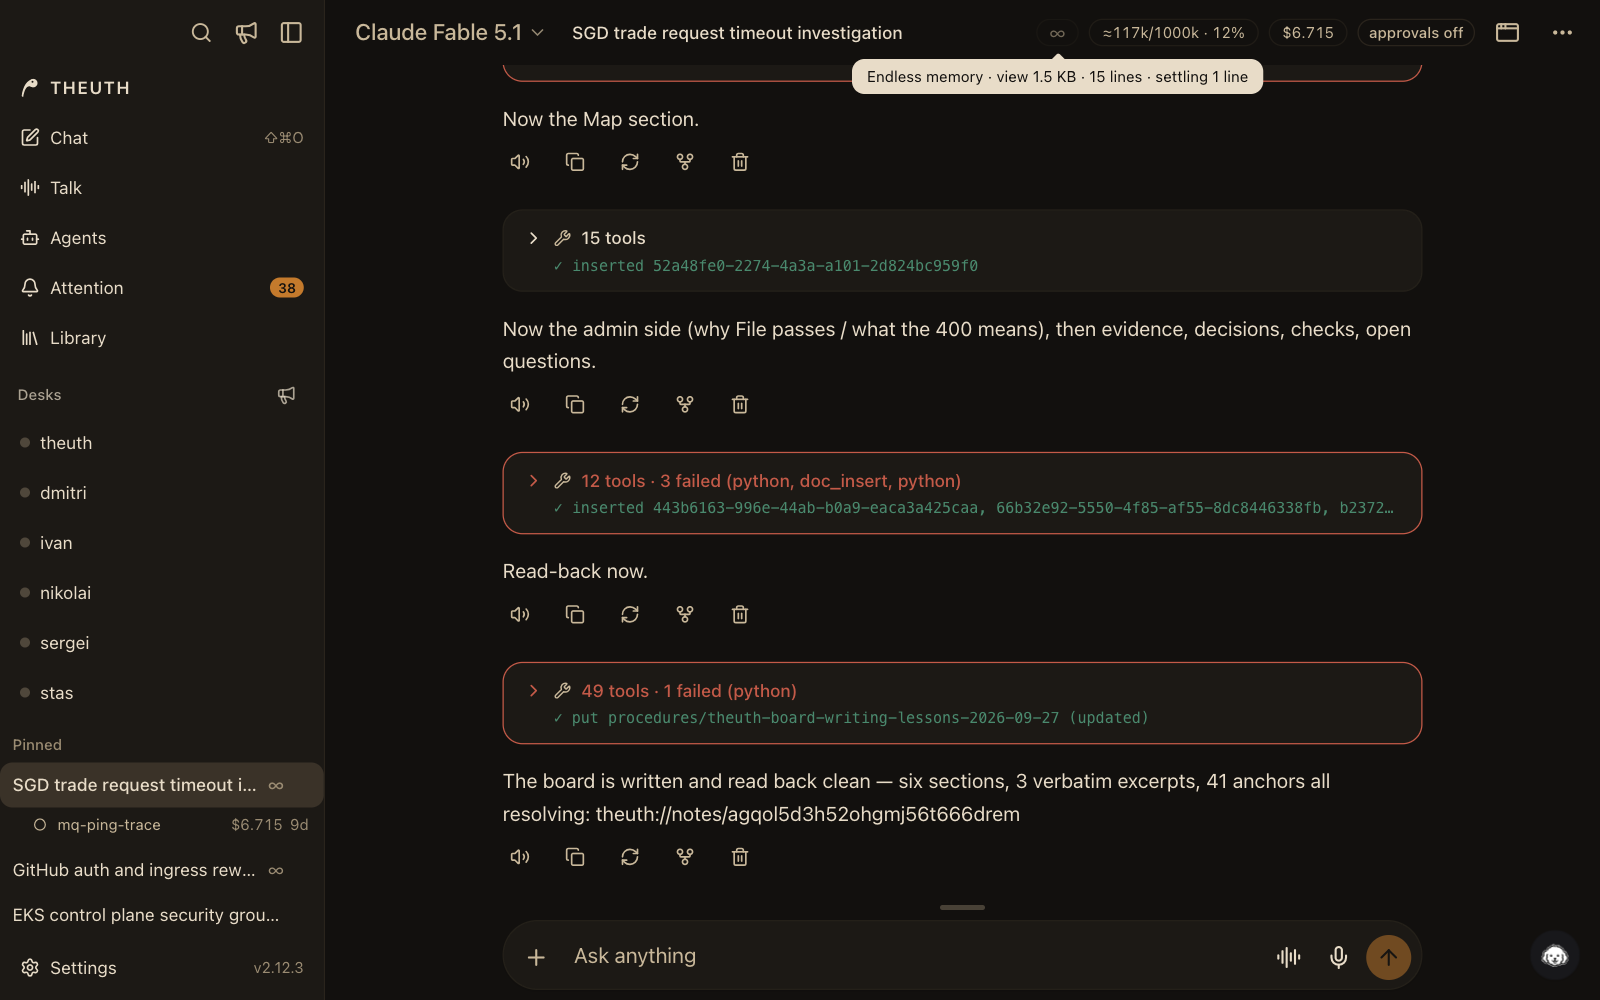 THEUTH
Chat
⇧⌘O
Talk
Agents
Attention
38
Library
Desks
theuth
dmitri
ivan
nikolai
sergei
stas
Pinned
SGD trade request timeout i... ∞
mq-ping-trace $6.715 9d
GitHub auth and ingress rew... ∞
EKS control plane security grou...
Settings v2.12.3
Claude Fable 5.1
SGD trade request timeout investigation
∞
≈117k/1000k · 12%
$6.715
approvals off
Endless memory · view 1.5 KB · 15 lines · settling 1 line
Now the Map section.
15 tools
✓ inserted 52a48fe0-2274-4a3a-a101-2d824bc959f0
Now the admin side (why File passes / what the 400 means), then evidence, decisions, checks, open
questions.
12 tools · 3 failed (python, doc_insert, python)
✓ inserted 443b6163-996e-44ab-b0a9-eaca3a425caa, 66b32e92-5550-4f85-af55-8dc8446338fb, b2372…
Read-back now.
49 tools · 1 failed (python)
✓ put procedures/theuth-board-writing-lessons-2026-09-27 (updated)
The board is written and read back clean — six sections, 3 verbatim excerpts, 41 anchors all
resolving: theuth://notes/agqol5d3h52ohgmj56t666drem
Ask anything